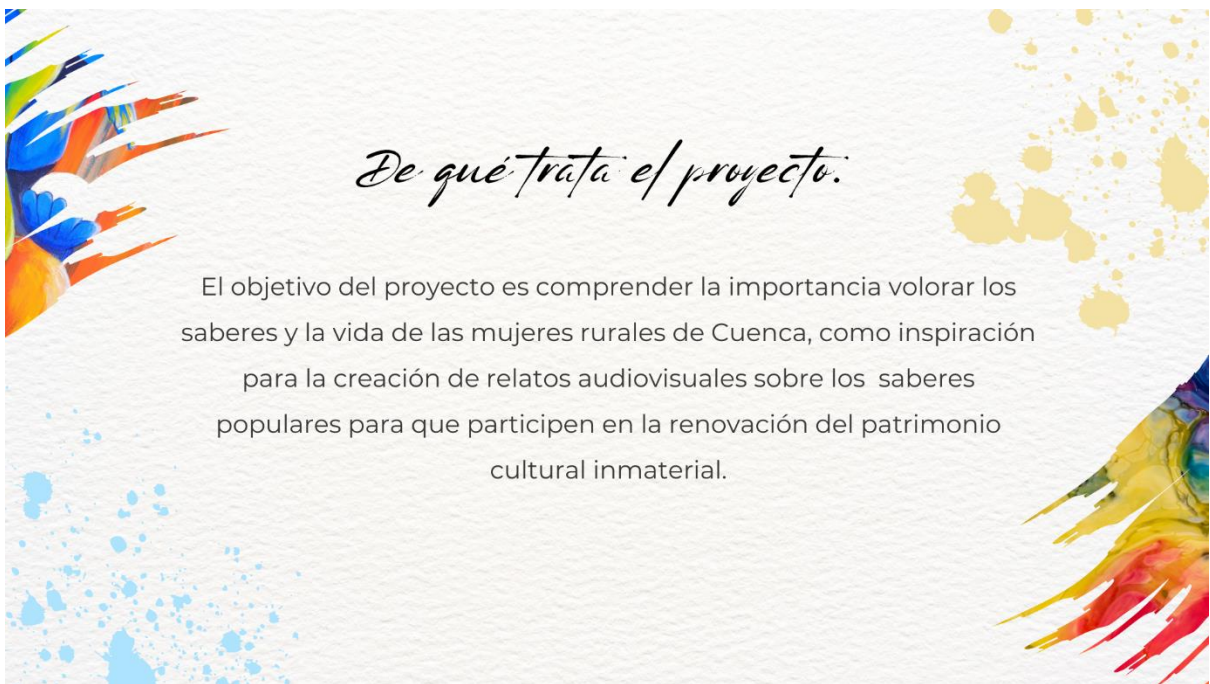 De qué trata el proyecto.
El objetivo del proyecto es comprender la importancia volorar los
saberes y la vida de las mujeres rurales de Cuenca, como inspiración
para la creación de relatos audiovisuales sobre los saberes
populares para que participen en la renovación del patrimonio
cultural inmaterial.